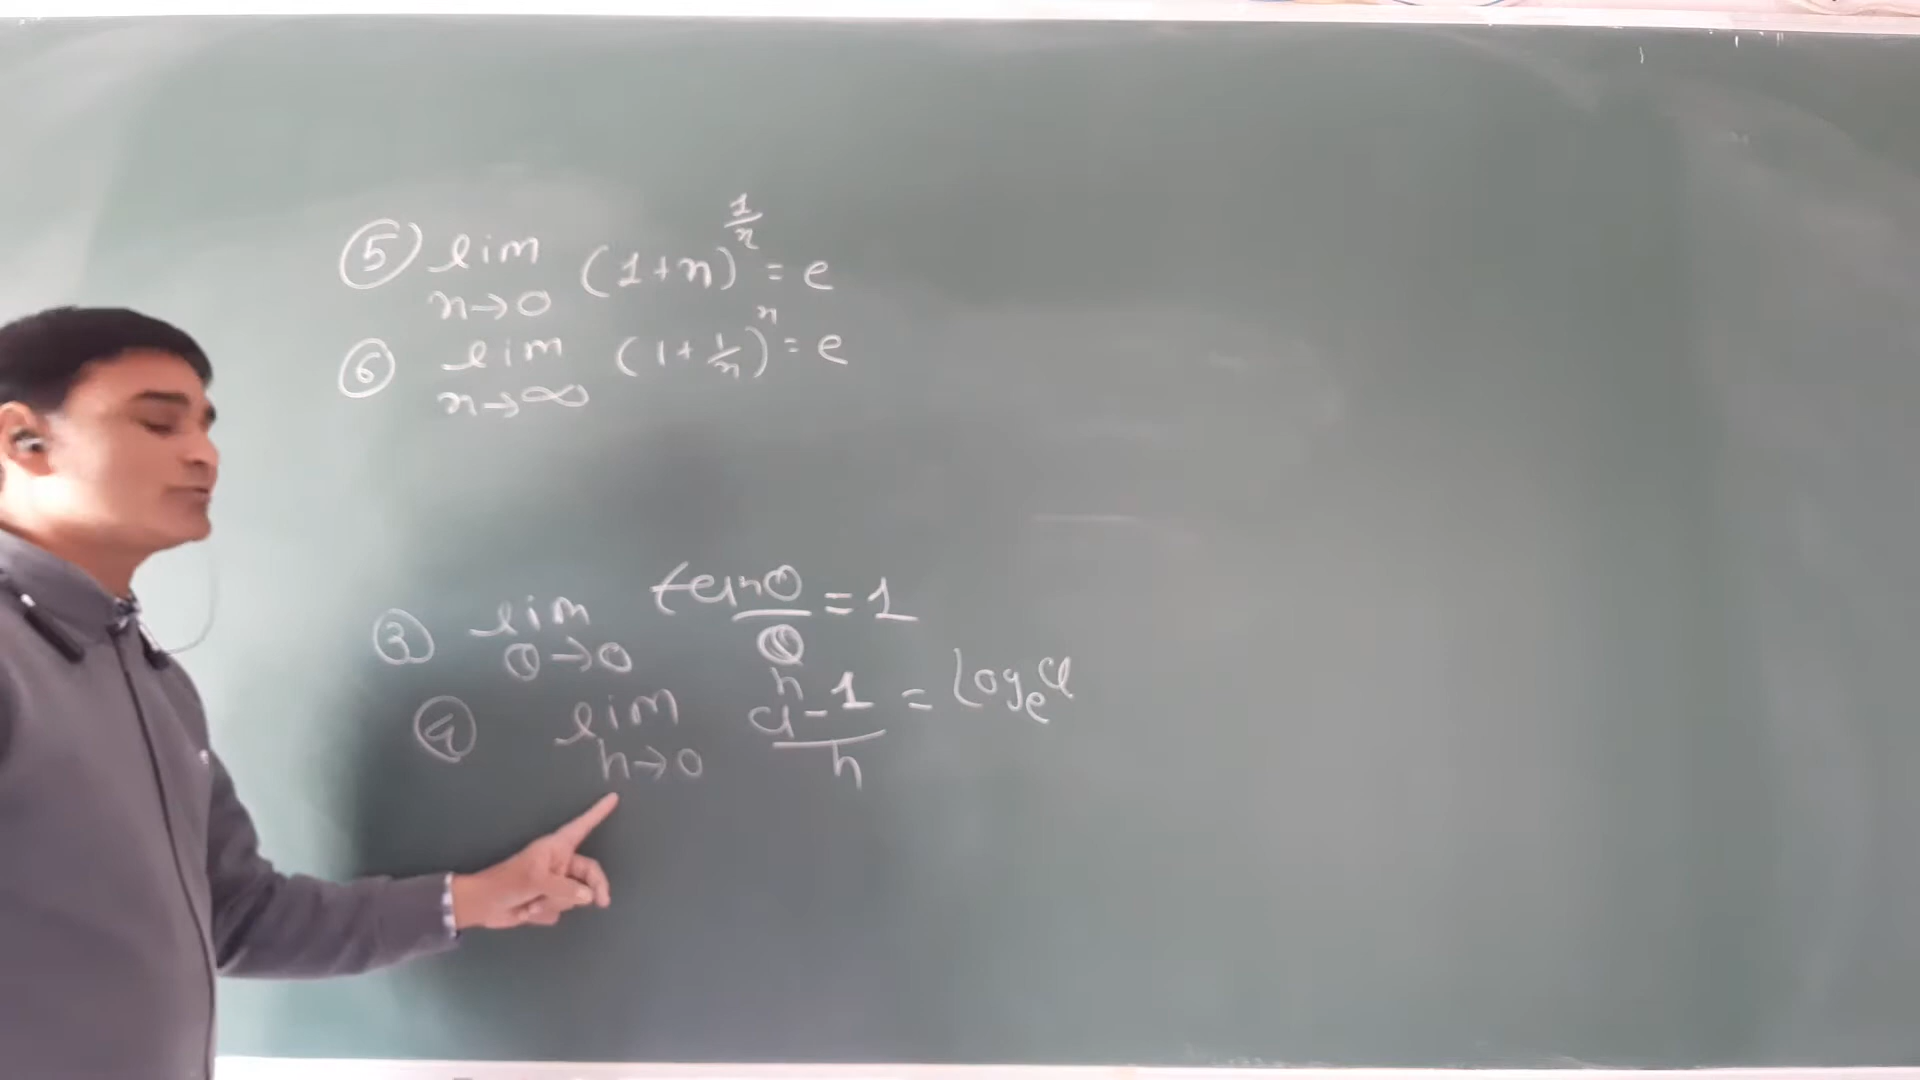 ⑤ lim n→0 (1+n)^(1/n) = e
⑥ lim n→∞ (1+1/n)^n = e
③ lim θ→0 tanθ/θ = 1
④ lim h→0 (a^h-1)/h = log_e a